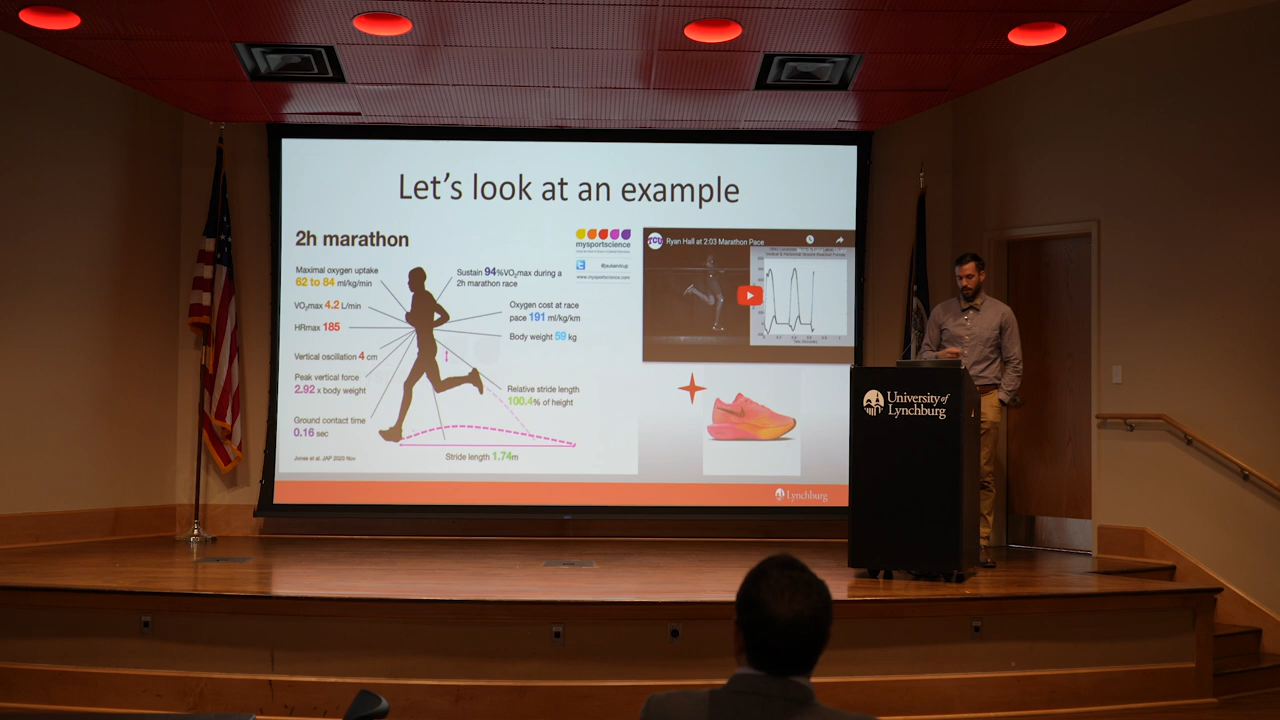 Let's look at an example
2h marathon
mysportscience
www.mysportscience.com
Maximal oxygen uptake
62 to 84 ml/kg/min
VO₂max 4.2 L/min
HRmax 185
Vertical oscillation 4 cm
Peak vertical force
2.92 x body weight
Ground contact time
0.16 sec
Jones et al. JAP 2020 Nov
Sustain 94%VO₂max during a
2h marathon race
Oxygen cost at race
pace 191 ml/kg/km
Body weight 59 kg
Relative stride length
100.4% of height
Stride length 1.74m
TCU
Ryan Hall at 2:03 Marathon Pace
Lynchburg
University of
Lynchburg